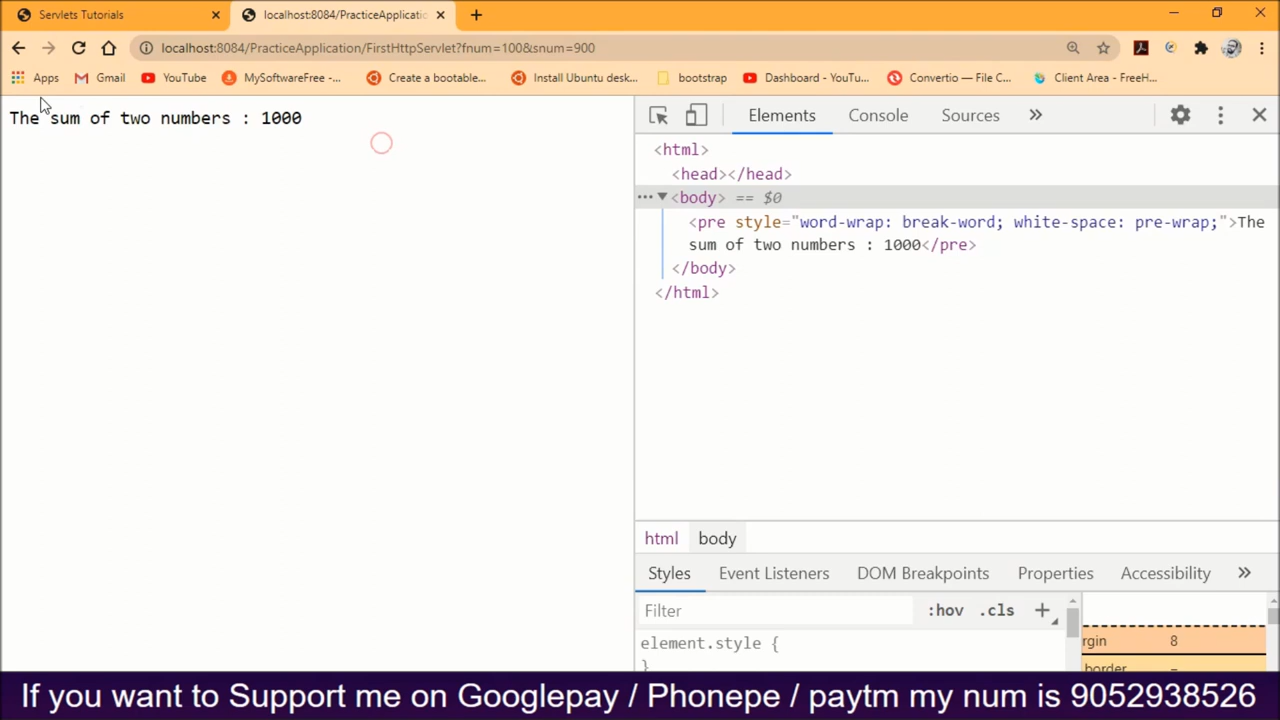 Servlets Tutorials
localhost:8084/PracticeApplicatio
localhost:8084/PracticeApplication/FirstHttpServlet?fnum=100&snum=900
Apps
Gmail
YouTube
MySoftwareFree -...
Create a bootable...
Install Ubuntu desk...
bootstrap
Dashboard - YouTu...
Convertio — File C...
Client Area - FreeH...
The sum of two numbers : 1000
Elements
Console
Sources
»
<html>
<head></head>
<body> == $0
<pre style="word-wrap: break-word; white-space: pre-wrap;">The
sum of two numbers : 1000</pre>
</body>
</html>
html
body
Styles
Event Listeners
DOM Breakpoints
Properties
Accessibility
»
Filter
:hov
.cls
+
element.style {
}
rgin
8
border
–
If you want to Support me on Googlepay / Phonepe / paytm my num is 9052938526